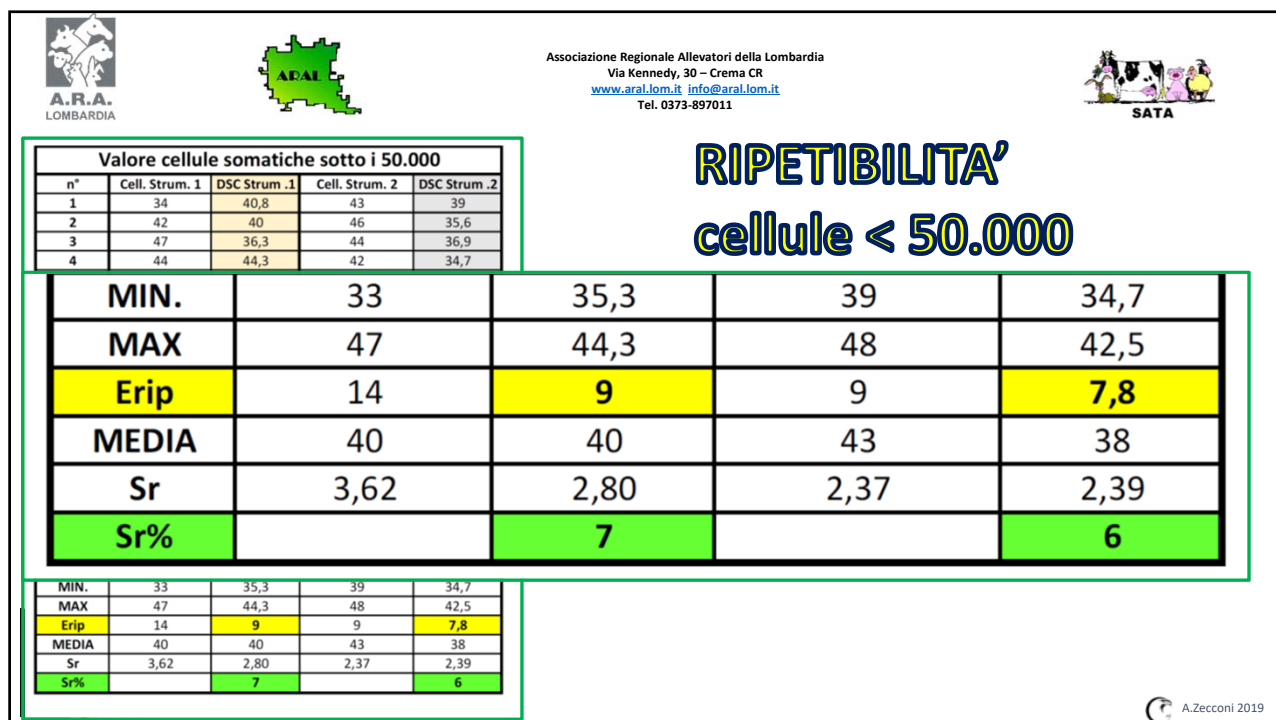 A.R.A.
LOMBARDIA
ARAL
Associazione Regionale Allevatori della Lombardia
Via Kennedy, 30 – Crema CR
www.aral.lom.it info@aral.lom.it
Tel. 0373-897011
SATA
RIPETIBILITA’
cellule < 50.000
Valore cellule somatiche sotto i 50.000
n° Cell. Strum. 1 DSC Strum .1 Cell. Strum. 2 DSC Strum .2
1 34 40,8 43 39
2 42 40 46 35,6
3 47 36,3 44 36,9
4 44 44,3 42 34,7
MIN. 33 35,3 39 34,7
MAX 47 44,3 48 42,5
Erip 14 9 9 7,8
MEDIA 40 40 43 38
Sr 3,62 2,80 2,37 2,39
Sr% 7 6
MIN. 33 35,3 39 34,7
MAX 47 44,3 48 42,5
Erip 14 9 9 7,8
MEDIA 40 40 43 38
Sr 3,62 2,80 2,37 2,39
Sr% 7 6
A.Zecconi 2019